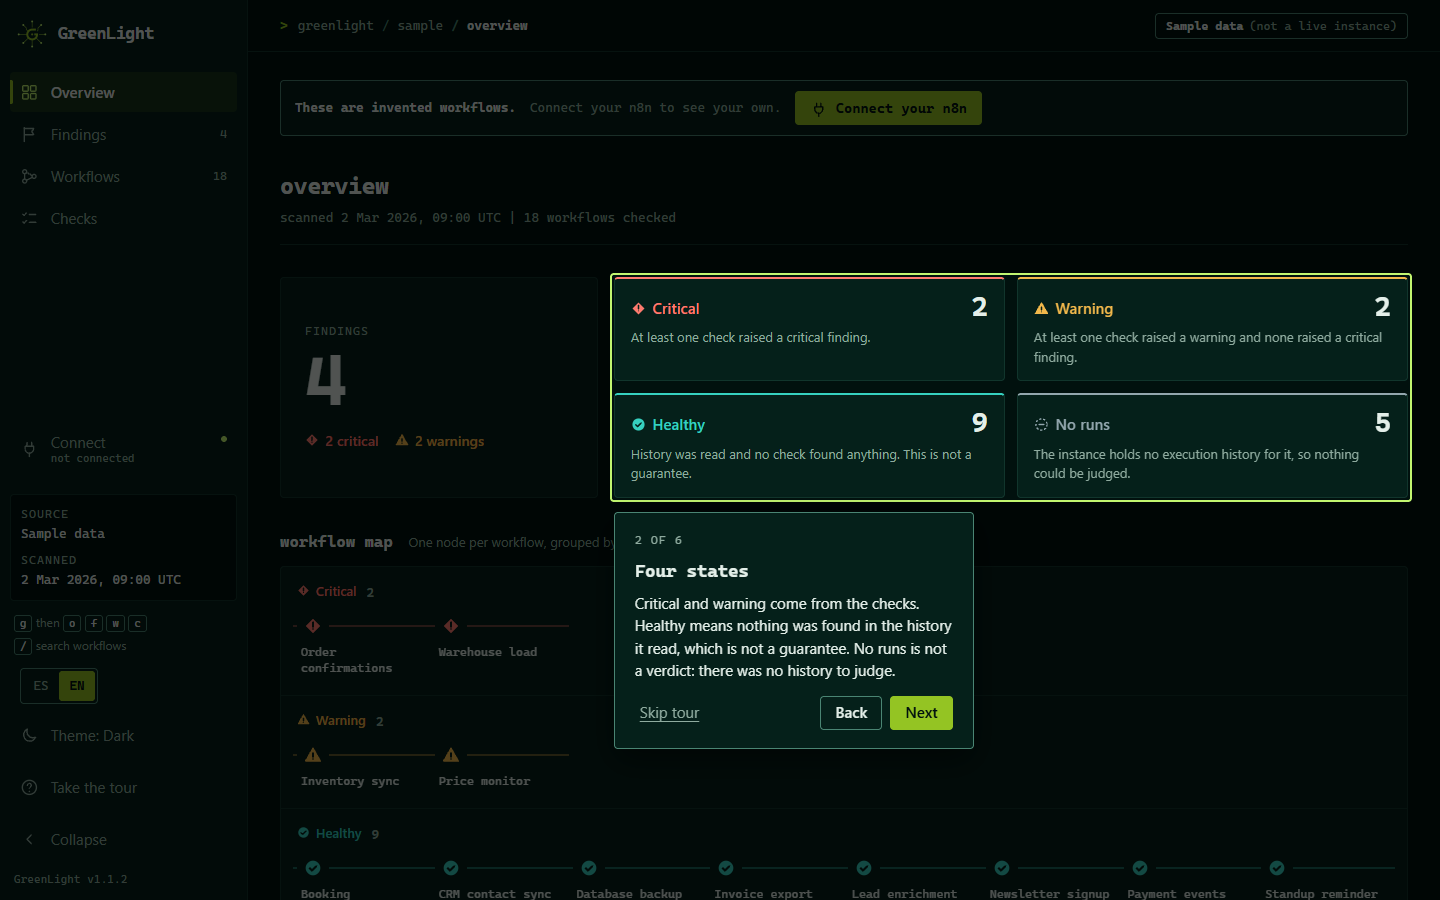 GreenLight
> greenlight / sample / overview
Sample data (not a live instance)
Overview
Findings 4
Workflows 18
Checks
These are invented workflows. Connect your n8n to see your own. Connect your n8n
overview
scanned 2 Mar 2026, 09:00 UTC | 18 workflows checked
FINDINGS
4
2 critical 2 warnings
Critical 2
At least one check raised a critical finding.
Warning 2
At least one check raised a warning and none raised a critical
finding.
Healthy 9
History was read and no check found anything. This is not a
guarantee.
No runs 5
The instance holds no execution history for it, so nothing
could be judged.
Connect
not connected
SOURCE
Sample data
SCANNED
2 Mar 2026, 09:00 UTC
g then o f w c
/ search workflows
ES EN
Theme: Dark
Take the tour
Collapse
GreenLight v1.1.2
workflow map One node per workflow, grouped by
2 OF 6
Four states
Critical and warning come from the checks.
Healthy means nothing was found in the history
it read, which is not a guarantee. No runs is not
a verdict: there was no history to judge.
Skip tour Back Next
Critical 2
Order
confirmations
Warehouse load
Warning 2
Inventory sync
Price monitor
Healthy 9
Booking
CRM contact sync
Database backup
Invoice export
Lead enrichment
Newsletter signup
Payment events
Standup reminder